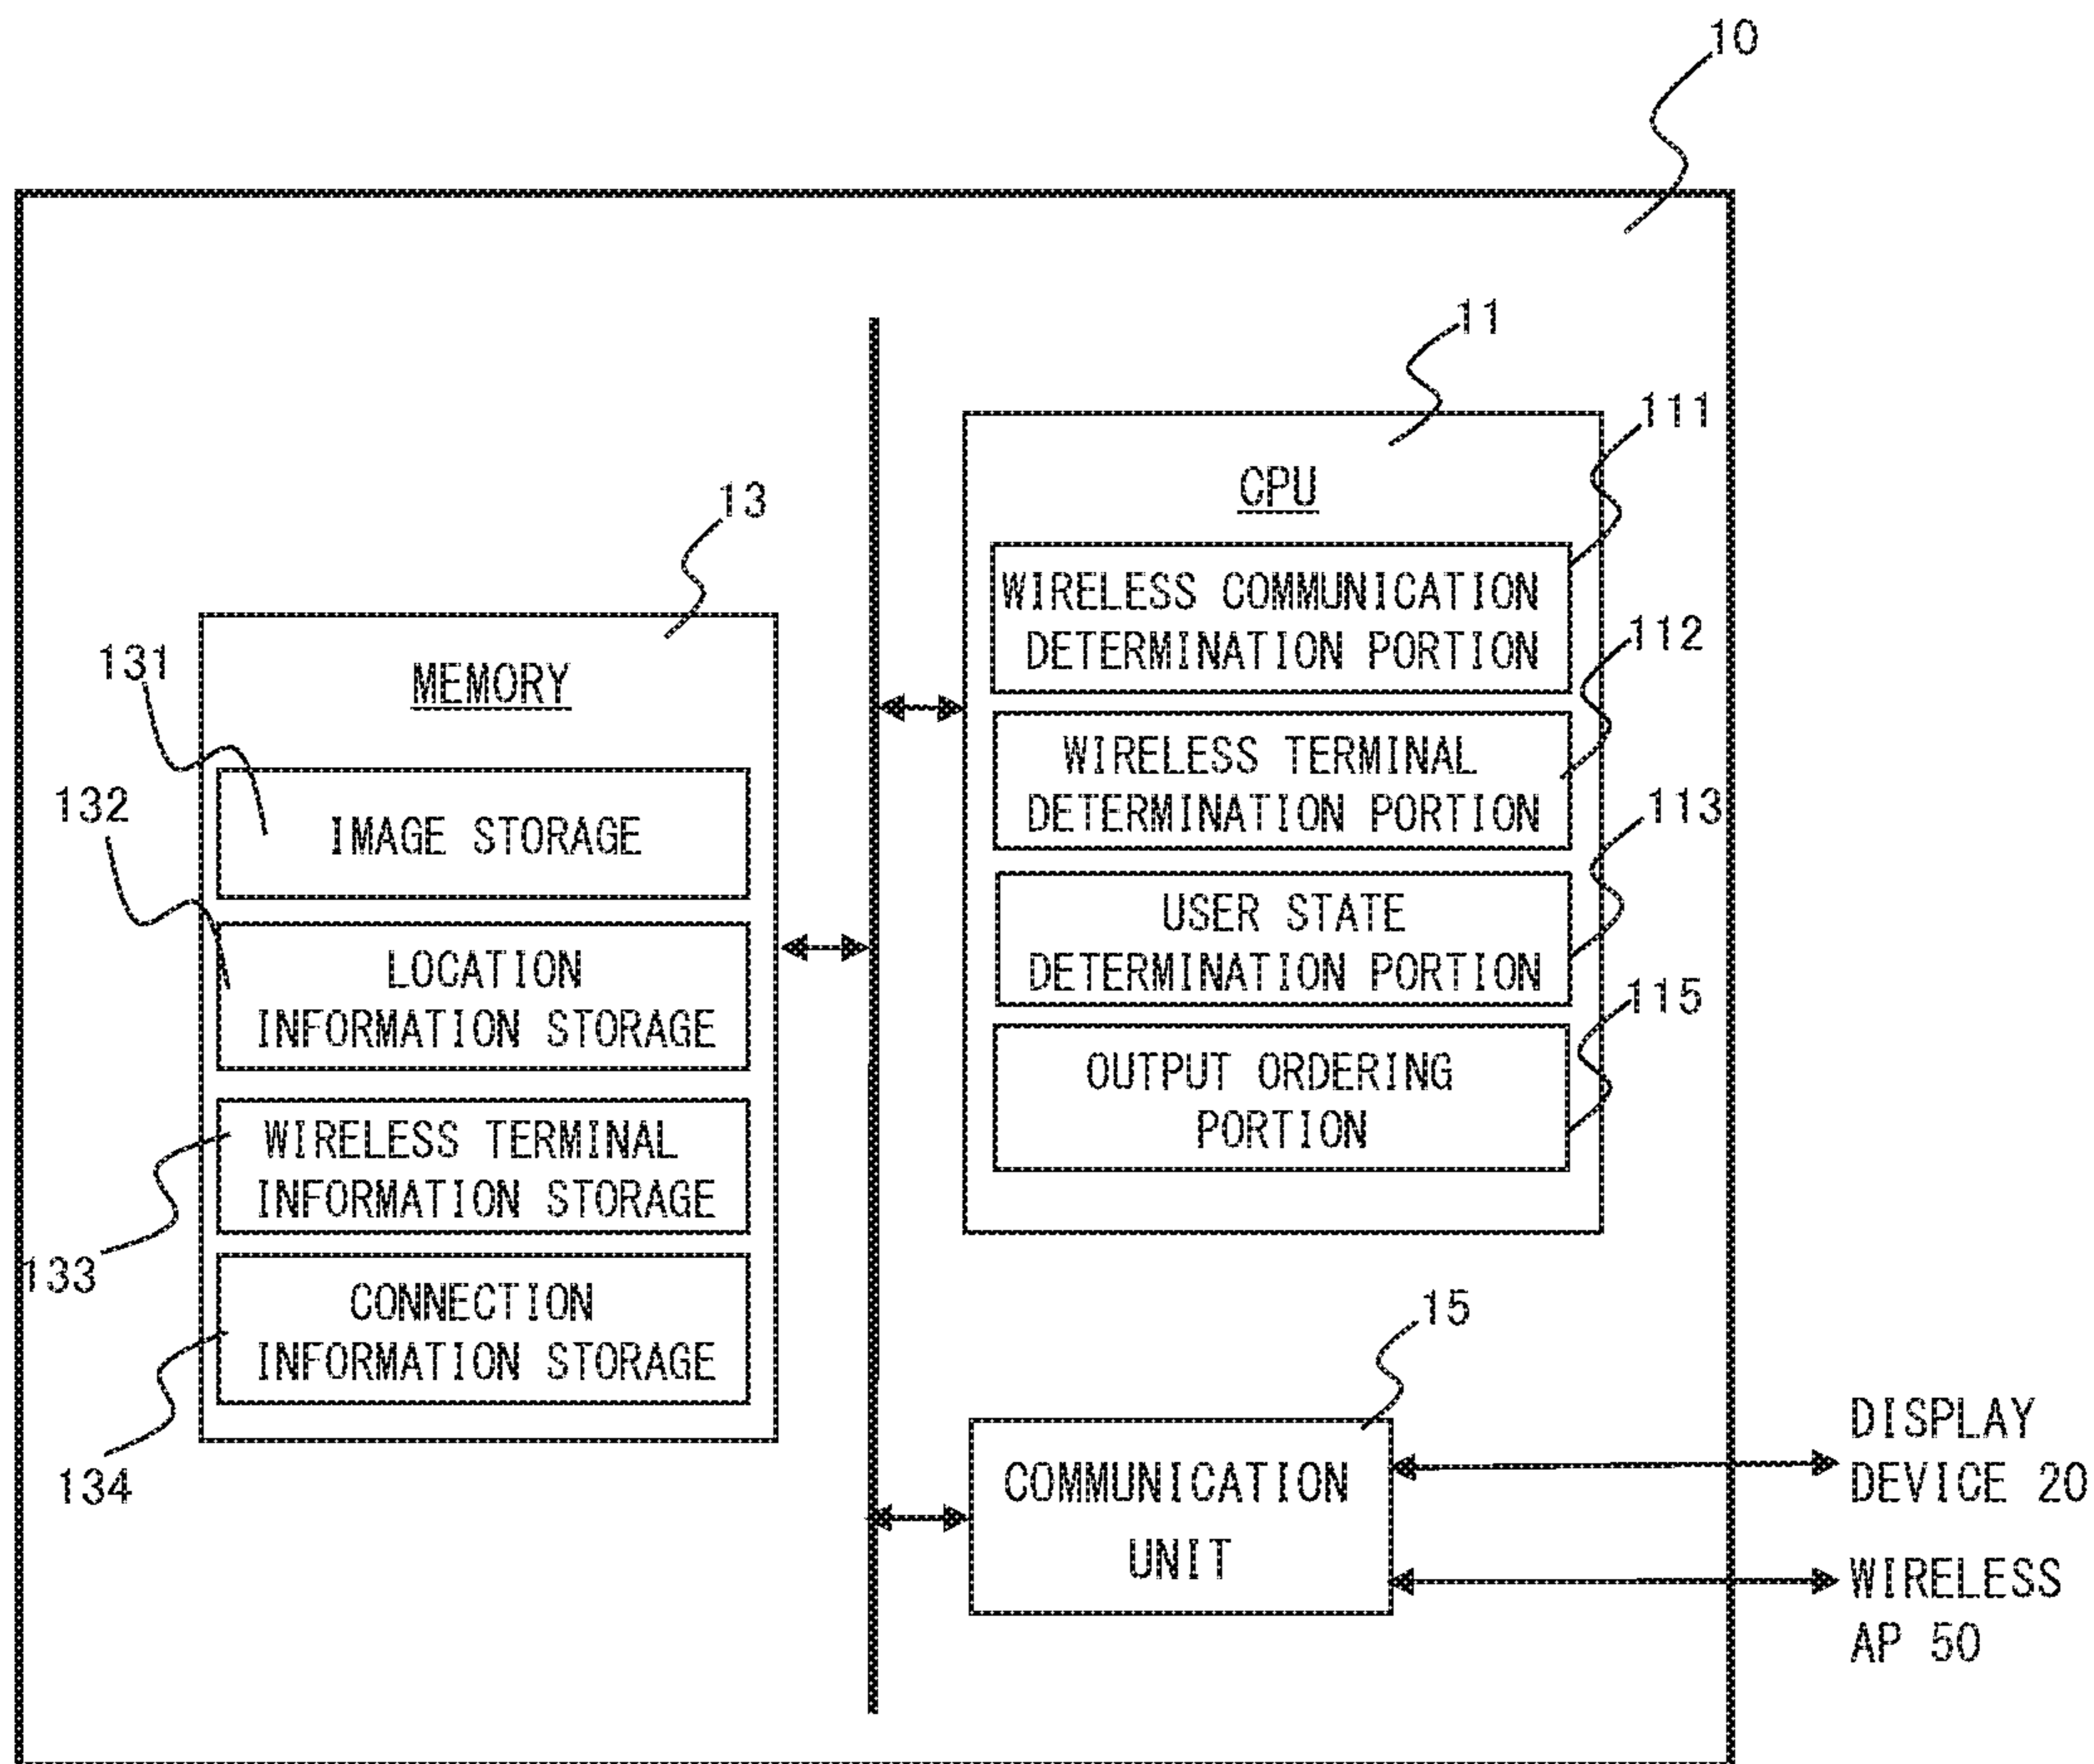 10
11
111
CPU
13
WIRELESS COMMUNICATION
DETERMINATION PORTION
112
131
MEMORY
WIRELESS TERMINAL
DETERMINATION PORTION
132
IMAGE STORAGE
113
USER STATE
DETERMINATION PORTION
LOCATION
INFORMATION STORAGE
115
OUTPUT ORDERING
PORTION
WIRELESS TERMINAL
INFORMATION STORAGE
133
CONNECTION
INFORMATION STORAGE
15
134
COMMUNICATION
UNIT
DISPLAY
DEVICE 20
WIRELESS
AP 50